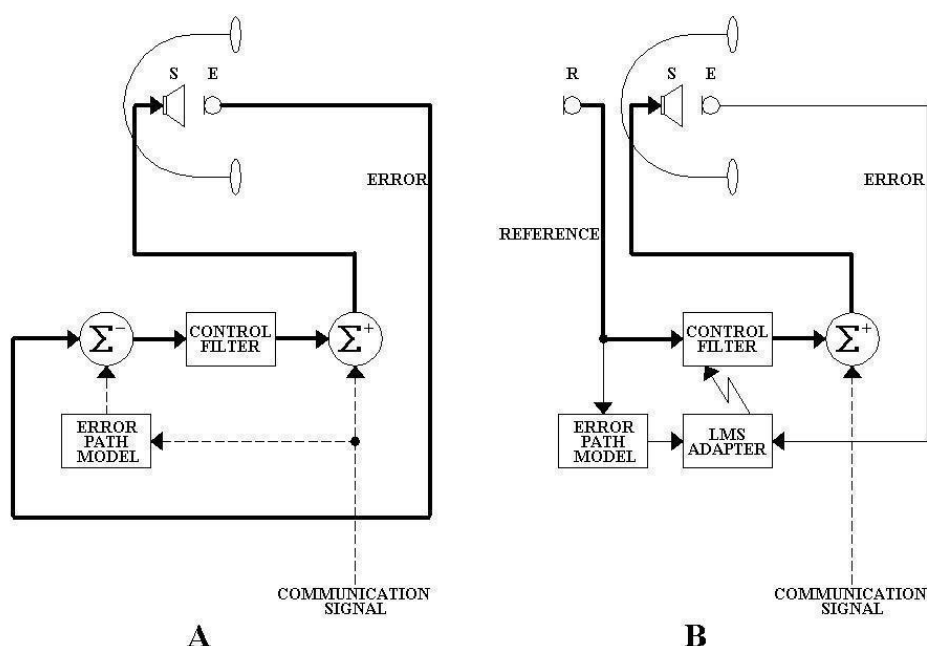 S E
ERROR
Σ-
CONTROL
FILTER
Σ+
ERROR
PATH
MODEL
COMMUNICATION
SIGNAL
A
R S E
ERROR
REFERENCE
CONTROL
FILTER
Σ+
ERROR
PATH
MODEL
LMS
ADAPTER
COMMUNICATION
SIGNAL
B